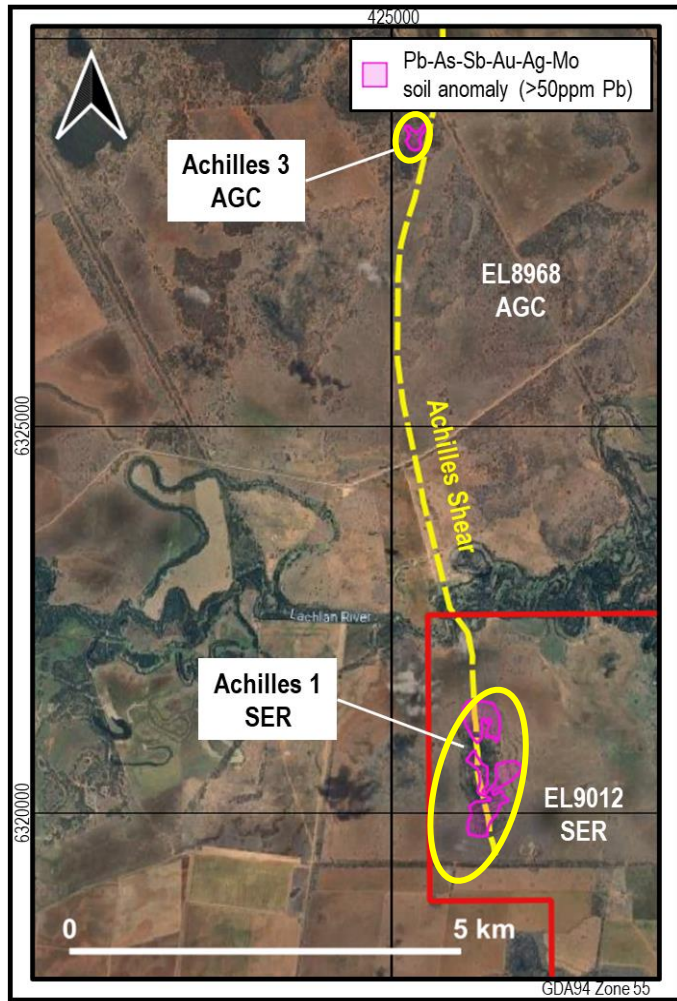 425000
Pb-As-Sb-Au-Ag-Mo
soil anomaly (>50ppm Pb)
Achilles 3
AGC
EL8968
AGC
6325000
Achilles Shear
Lachlan River
Achilles 1
SER
EL9012
SER
6320000
0
5 km
GDA94 Zone 55